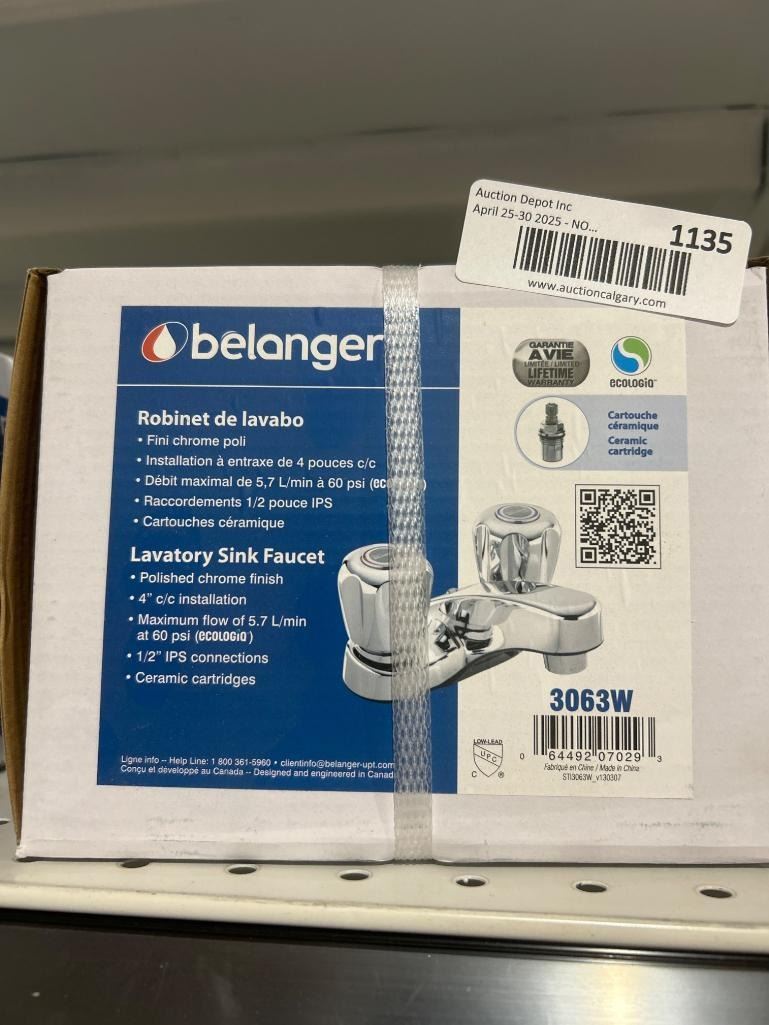 Auction Depot Inc
April 25-30 2025 - NO...
1135
www.auctioncalgary.com
belanger
Robinet de lavabo
• Fini chrome poli
• Installation à entraxe de 4 pouces c/c
• Débit maximal de 5,7 L/min à 60 psi
• Raccordements 1/2 pouce IPS
• Cartouches céramique
Lavatory Sink Faucet
• Polished chrome finish
• 4" c/c installation
• Maximum flow of 5.7 L/min
at 60 psi (ecologiq)
• 1/2" IPS connections
• Ceramic cartridges
Ligne info -- Help Line: 1 800 361-5960 • clientinfo@belanger-upt.com
Conçu et développé au Canada -- Designed and engineered in Canada
GARANTIE
À VIE
LIMITÉE / LIMITED
LIFETIME
WARRANTY
ecologiq
Cartouche
céramique
Ceramic
cartridge
3063W
0 64492 07029 3
Fabriqué en Chine / Made in China
STI3063W_v130307
LOW-LEAD
UPC
C ®